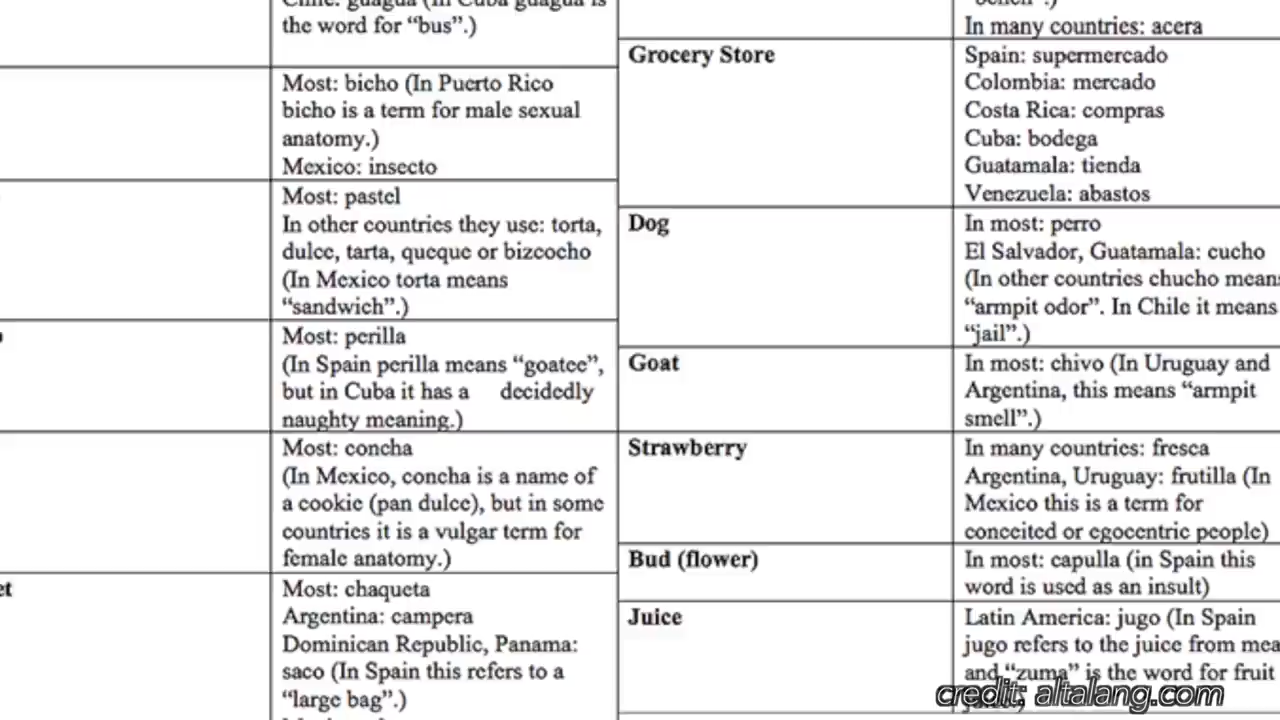 Chile: guagua (In Cuba guagua is
the word for “bus”.)
Most: bicho (In Puerto Rico
bicho is a term for male sexual
anatomy.)
Mexico: insecto
Most: pastel
In other countries they use: torta,
dulce, tarta, queque or bizcocho
(In Mexico torta means
“sandwich”.)
Most: perilla
(In Spain perilla means “goatee”,
but in Cuba it has a decidedly
naughty meaning.)
Most: concha
(In Mexico, concha is a name of
a cookie (pan dulce), but in some
countries it is a vulgar term for
female anatomy.)
et
Most: chaqueta
Argentina: campera
Dominican Republic, Panama:
saco (In Spain this refers to a
“large bag”.)
In many countries: acera
Grocery Store
Spain: supermercado
Colombia: mercado
Costa Rica: compras
Cuba: bodega
Guatamala: tienda
Venezuela: abastos
Dog
In most: perro
El Salvador, Guatamala: cucho
(In other countries chucho means
“armpit odor”. In Chile it means
“jail”.)
Goat
In most: chivo (In Uruguay and
Argentina, this means “armpit
smell”.)
Strawberry
In many countries: fresca
Argentina, Uruguay: frutilla (In
Mexico this is a term for
conceited or egocentric people)
Bud (flower)
In most: capulla (in Spain this
word is used as an insult)
Juice
Latin America: jugo (In Spain
jugo refers to the juice from mea
and “zuma” is the word for fruit
credit: altalang.com